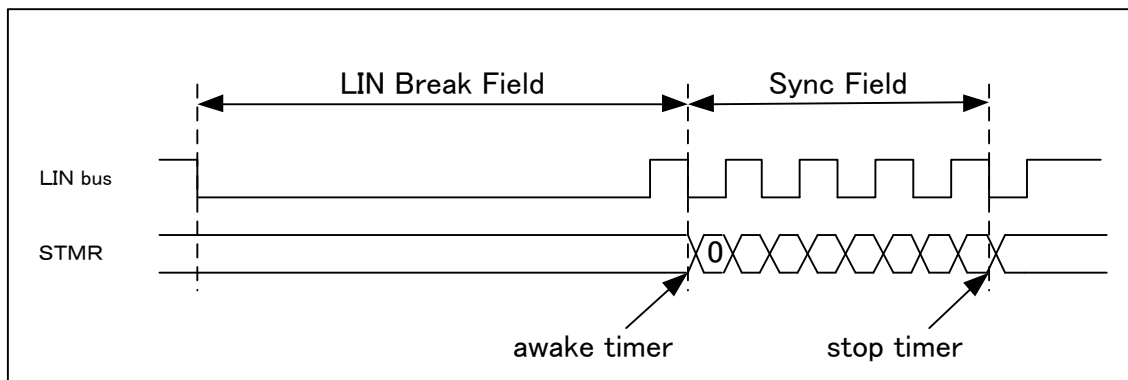 LIN Break Field
Sync Field
LIN bus
STMR
0
awake timer
stop timer